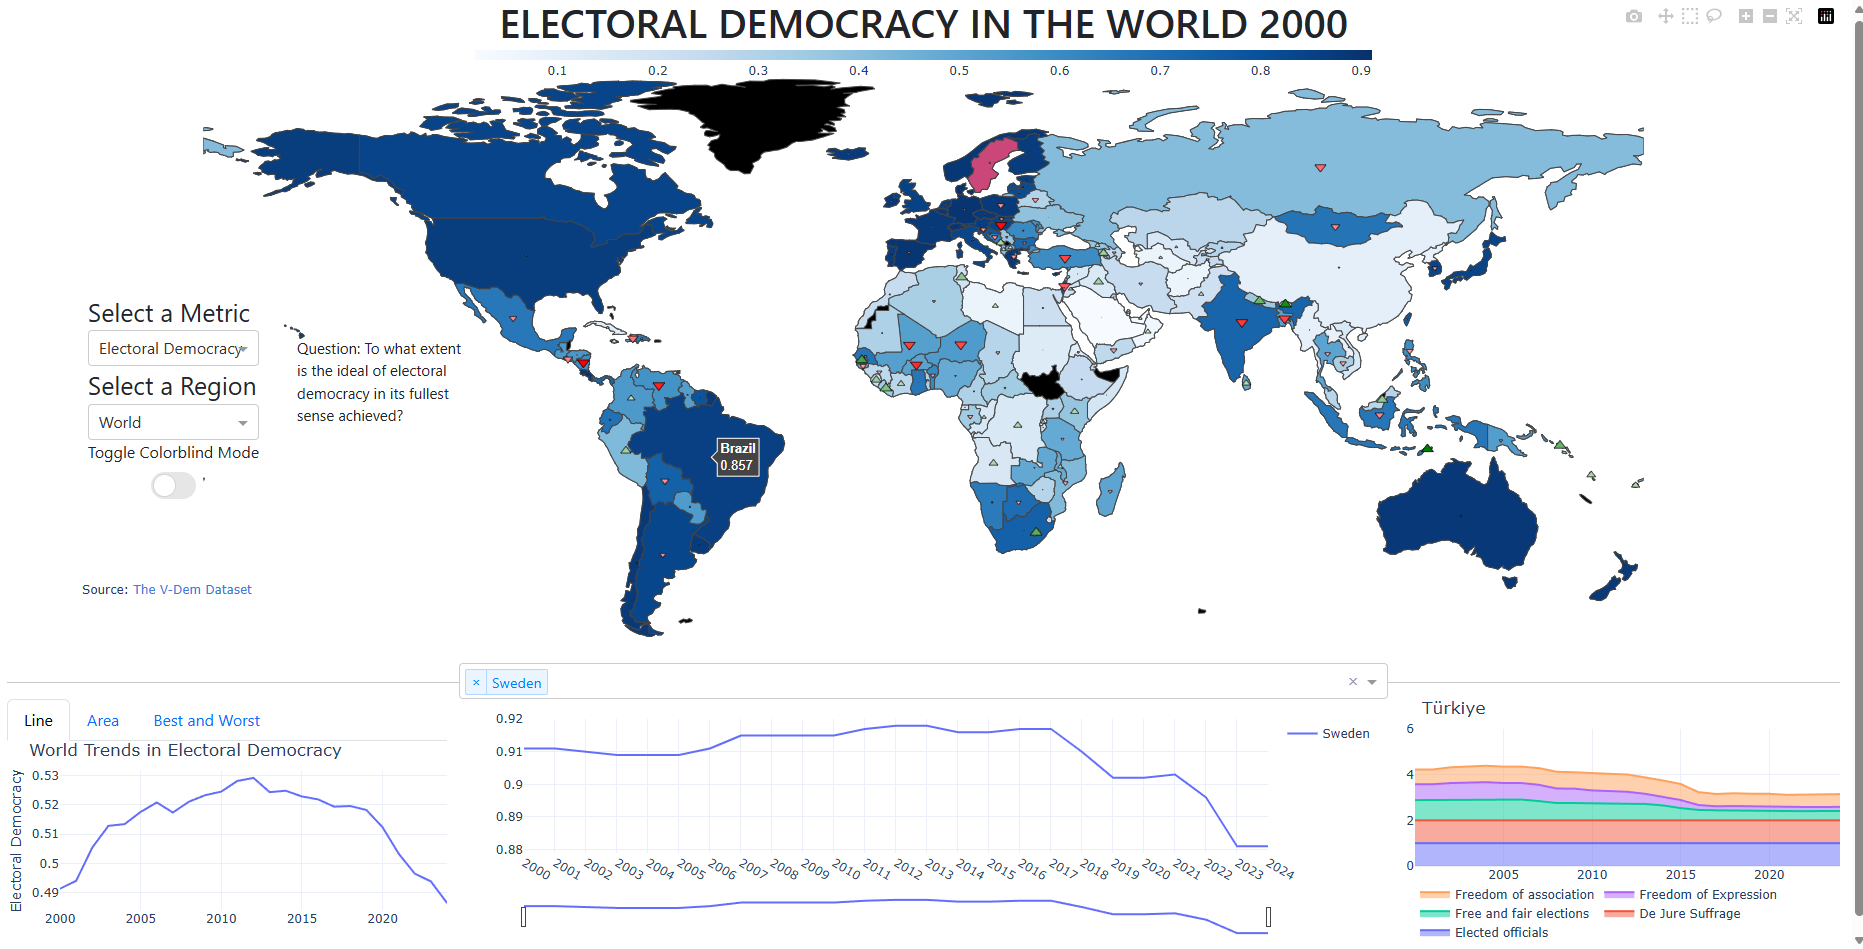 ELECTORAL DEMOCRACY IN THE WORLD 2000
0.1 0.2 0.3 0.4 0.5 0.6 0.7 0.8 0.9
Select a Metric
Electoral Democracy
Select a Region
World
Toggle Colorblind Mode
'
Question: To what extent
is the ideal of electoral
democracy in its fullest
sense achieved?
Brazil
0.857
Source: The V-Dem Dataset
× Sweden ×
Line Area Best and Worst
World Trends in Electoral Democracy
Electoral Democracy
0.53
0.52
0.51
0.5
0.49
2000 2005 2010 2015 2020
0.92
0.91
0.9
0.89
0.88
2000 2001 2002 2003 2004 2005 2006 2007 2008 2009 2010 2011 2012 2013 2014 2015 2016 2017 2018 2019 2020 2021 2022 2023 2024
Sweden
Türkiye
6
4
2
0
2005 2010 2015 2020
Freedom of association Freedom of Expression
Free and fair elections De Jure Suffrage
Elected officials